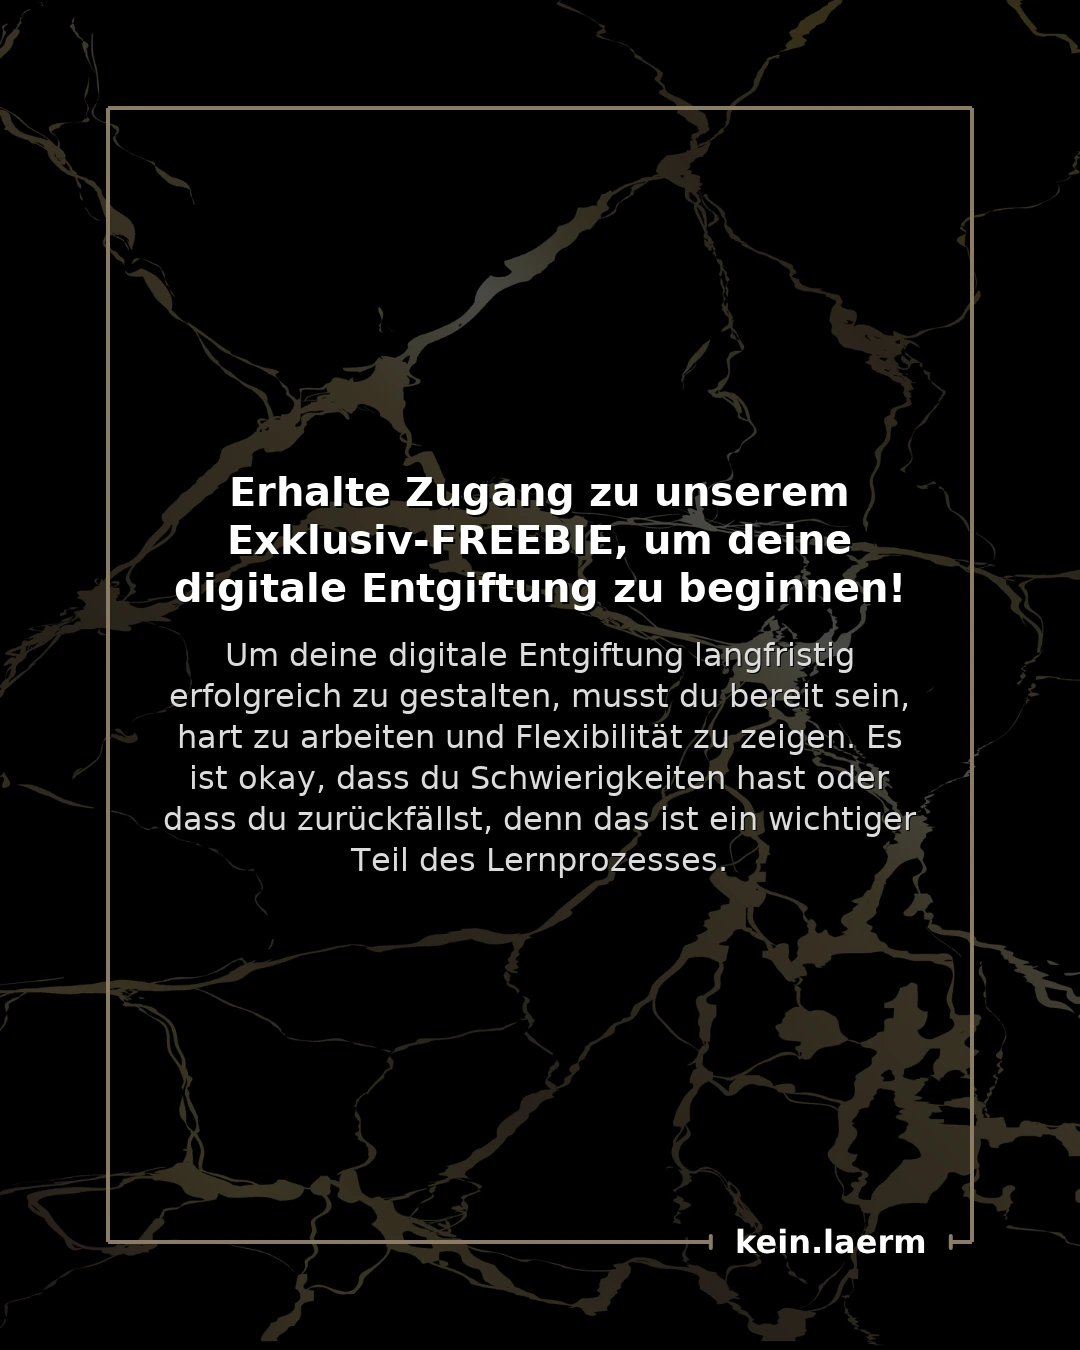 Erhalte Zugang zu unserem
Exklusiv-FREEBIE, um deine
digitale Entgiftung zu beginnen!
Um deine digitale Entgiftung langfristig
erfolgreich zu gestalten, musst du bereit sein,
hart zu arbeiten und Flexibilität zu zeigen. Es
ist okay, dass du Schwierigkeiten hast oder
dass du zurückfällst, denn das ist ein wichtiger
Teil des Lernprozesses.
kein.laerm